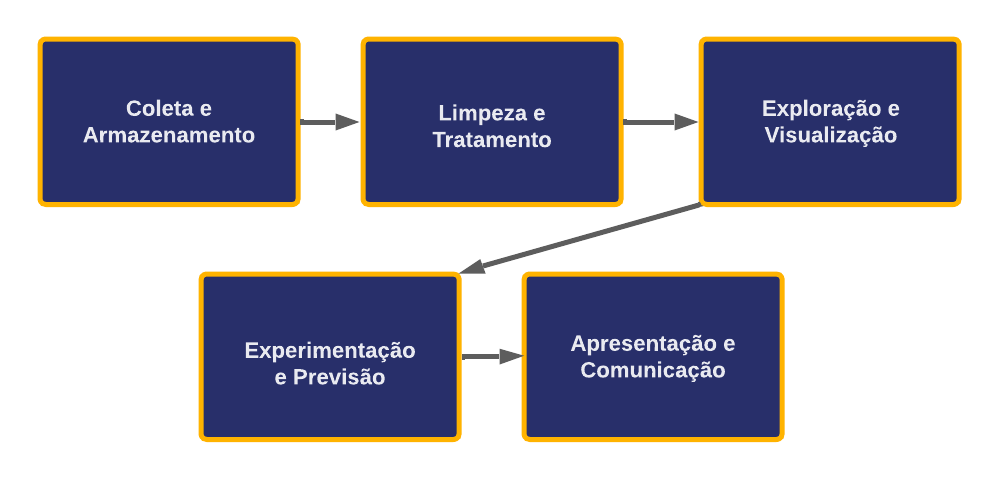 Coleta e
Armazenamento
Limpeza e
Tratamento
Exploração e
Visualização
Experimentação
e Previsão
Apresentação e
Comunicação